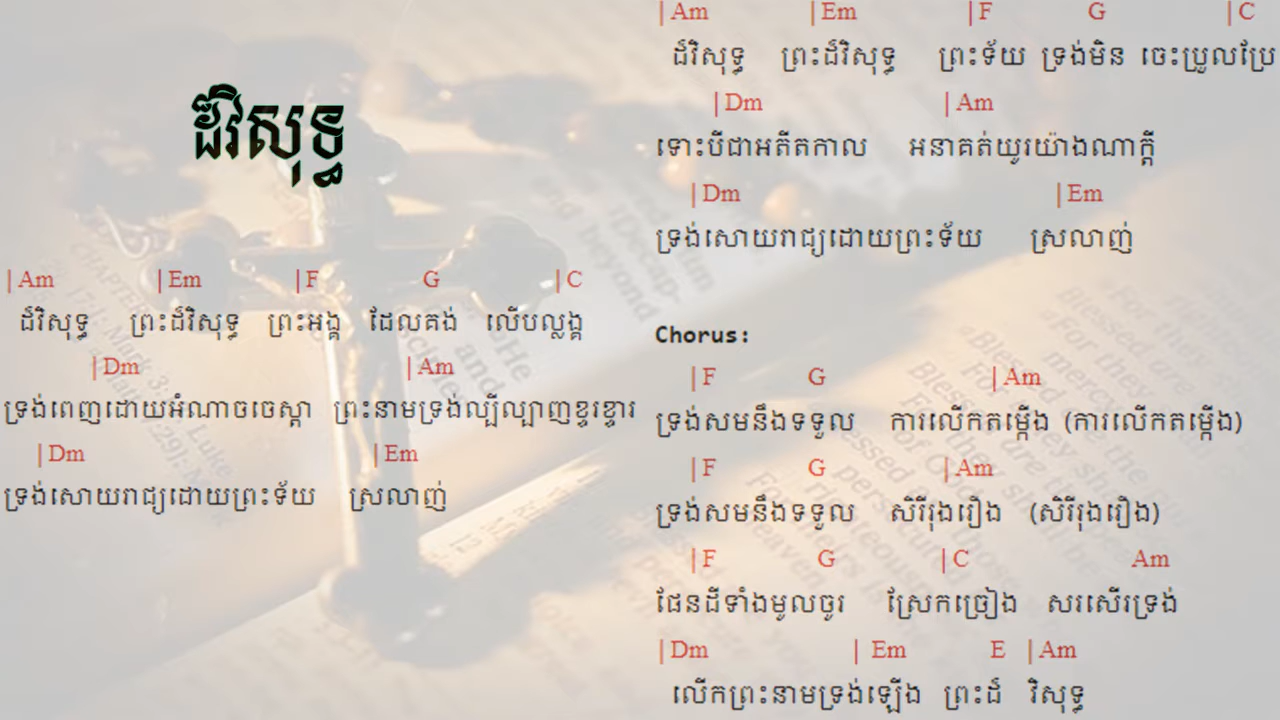 ដ៏វិសុទ្ធ
|Am |Em |F G |C
ដ៏វិសុទ្ធ ព្រះដ៏វិសុទ្ធ ព្រះអង្គ ដែលគង់ លើបល្លង្គ
|Dm |Am
ទ្រង់ពេញដោយអំណាចចេស្តា ព្រះនាមទ្រង់ល្បីល្បាញខ្ទរខ្ទារ
|Dm |Em
ទ្រង់សោយរាជ្យដោយព្រះទ័យ ស្រលាញ់
|Am |Em |F G |C
ដ៏វិសុទ្ធ ព្រះដ៏វិសុទ្ធ ព្រះទ័យ ទ្រង់មិន ចេះប្រួលប្រែ
|Dm |Am
ទោះបីជាអតីតកាល អនាគត់យូរយ៉ាងណាក្តី
|Dm |Em
ទ្រង់សោយរាជ្យដោយព្រះទ័យ ស្រលាញ់
Chorus:
|F G |Am
ទ្រង់សមនឹងទទួល ការលើកតម្កើង (ការលើកតម្កើង)
|F G |Am
ទ្រង់សមនឹងទទួល សិរីរុងរឿង (សិរីរុងរឿង)
|F G |C Am
ផែនដីទាំងមូលចូរ ស្រែកច្រៀង សរសើរទ្រង់
|Dm | Em E |Am
លើកព្រះនាមទ្រង់ឡើង ព្រះដ៏ វិសុទ្ធ